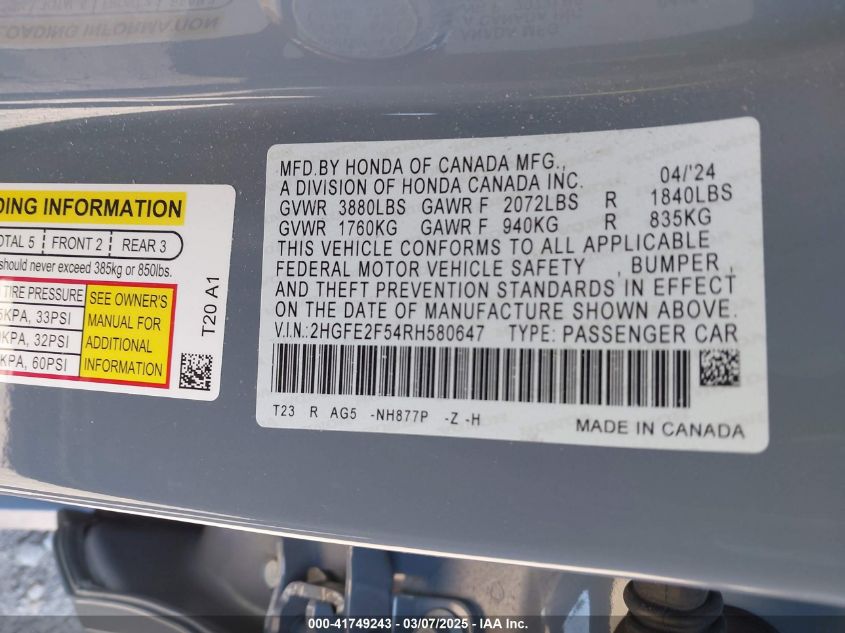 DING INFORMATION
OTAL 5 | FRONT 2 | REAR 3
should never exceed 385kg or 850lbs.
TIRE PRESSURE
KPA, 33PSI
KPA, 32PSI
KPA, 60PSI
SEE OWNER'S
MANUAL FOR
ADDITIONAL
INFORMATION
T20 A1
MFD.BY HONDA OF CANADA MFG., 04/'24
A DIVISION OF HONDA CANADA INC.
GVWR 3880LBS GAWR F 2072LBS R 1840LBS
GVWR 1760KG GAWR F 940KG R 835KG
THIS VEHICLE CONFORMS TO ALL APPLICABLE
FEDERAL MOTOR VEHICLE SAFETY , BUMPER ,
AND THEFT PREVENTION STANDARDS IN EFFECT
ON THE DATE OF MANUFACTURE SHOWN ABOVE.
V.I.N.:2HGFE2F54RH580647 TYPE: PASSENGER CAR
T23 R AG5 -NH877P -Z -H
MADE IN CANADA
000-41749243 - 03/07/2025 - IAA Inc.